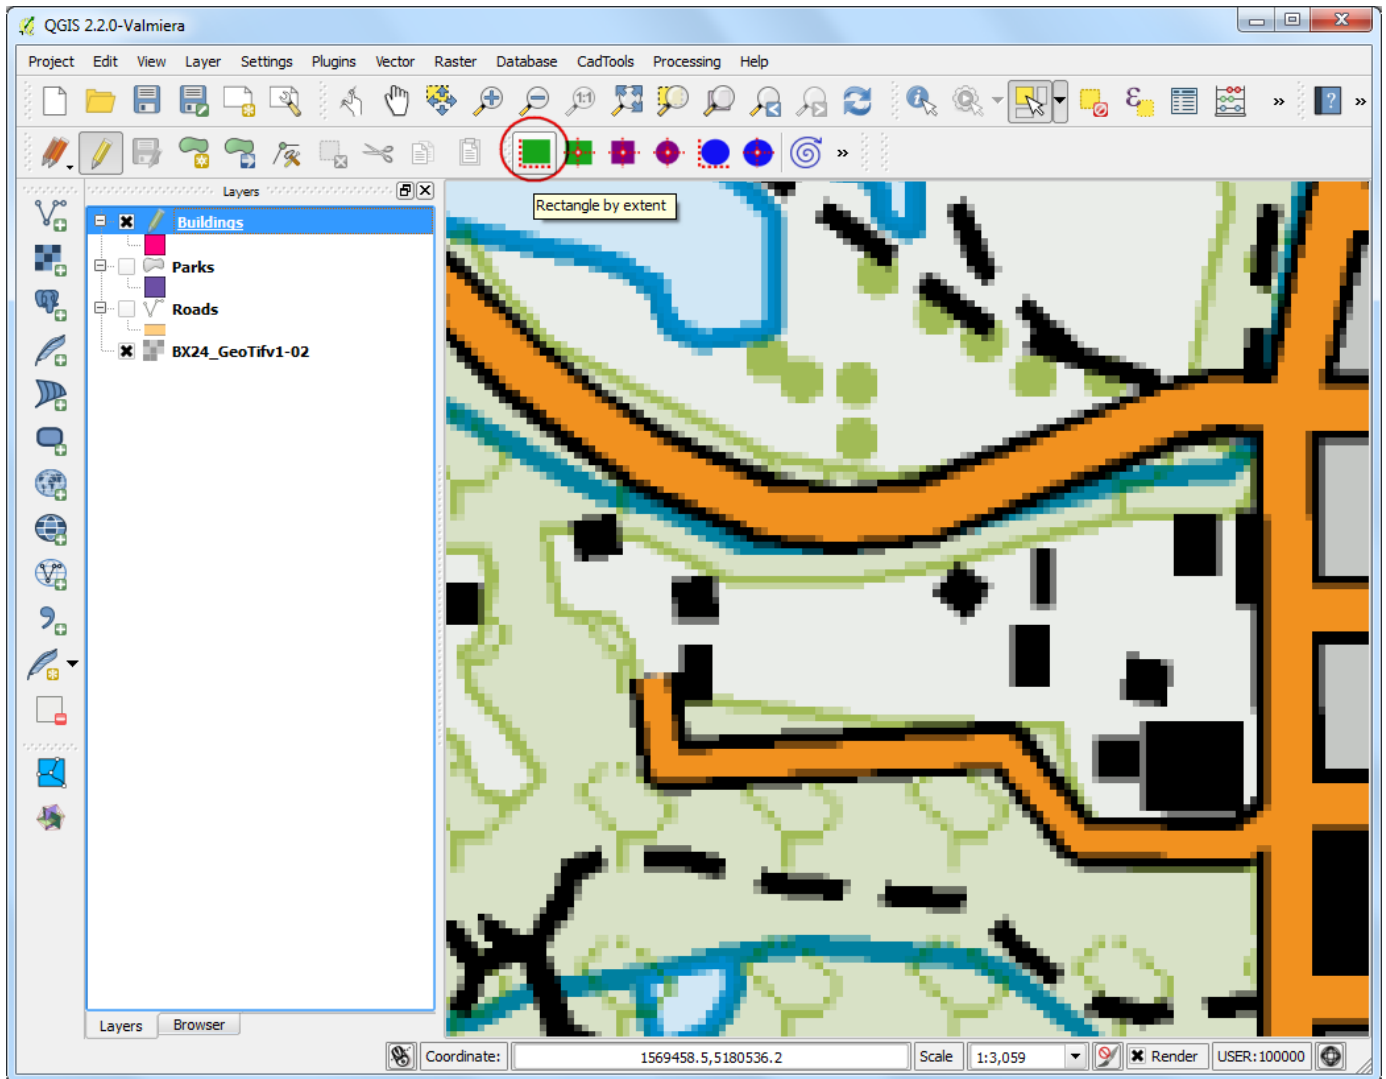 QGIS 2.2.0-Valmiera
Project Edit View Layer Settings Plugins Vector Raster Database CadTools Processing Help
1:1 ε » ? »
»
Layers
Rectangle by extent
Buildings
Parks
Roads
BX24_GeoTifv1-02
Layers Browser
Coordinate: 1569458.5,5180536.2 Scale 1:3,059 Render USER:100000